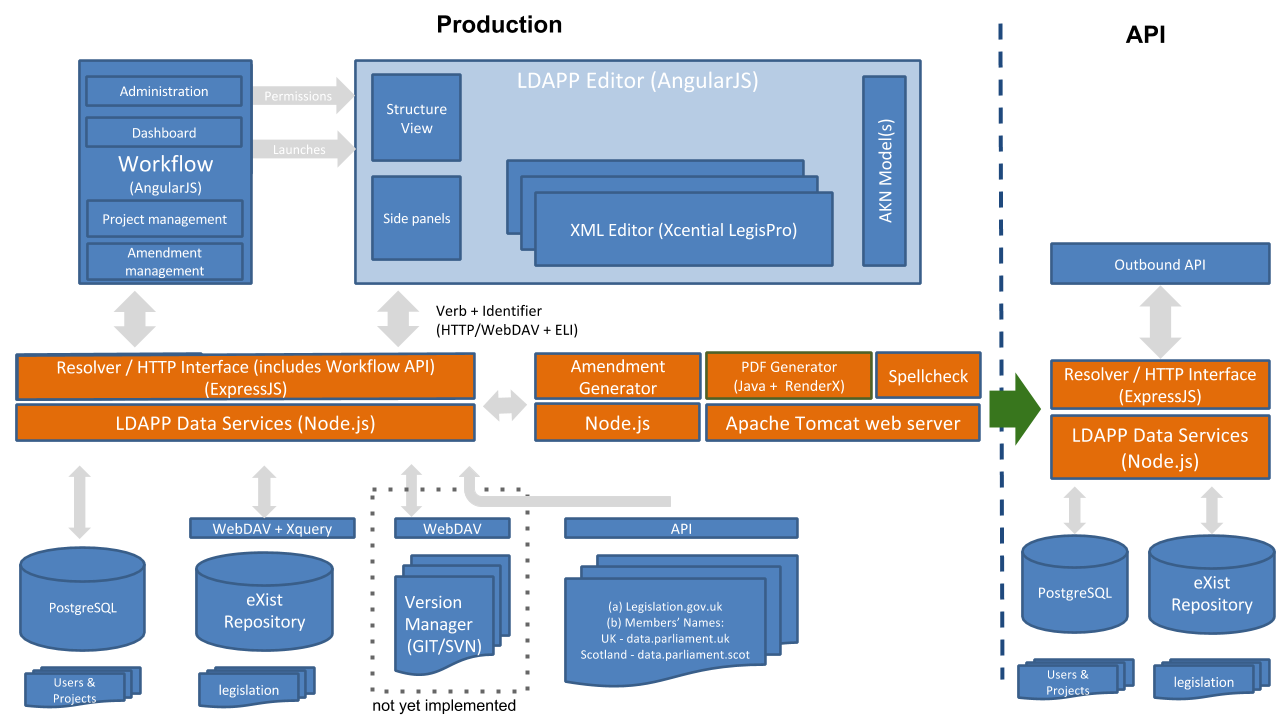 Production
API
Administration
Dashboard
Workflow
(AngularJS)
Project management
Amendment
management
Permissions
Launches
LDAPP Editor (AngularJS)
Structure
View
Side panels
XML Editor (Xcential LegisPro)
AKN Model(s)
Verb + Identifier
(HTTP/WebDAV + ELI)
Resolver / HTTP Interface (includes Workflow API)
(ExpressJS)
LDAPP Data Services (Node.js)
Amendment
Generator
Node.js
PDF Generator
(Java + RenderX)
Spellcheck
Apache Tomcat web server
WebDAV + Xquery
WebDAV
API
PostgreSQL
eXist
Repository
Version
Manager
(GIT/SVN)
(a) Legislation.gov.uk
(b) Members’ Names:
UK - data.parliament.uk
Scotland - data.parliament.scot
Users &
Projects
legislation
not yet implemented
Outbound API
Resolver / HTTP Interface
(ExpressJS)
LDAPP Data Services
(Node.js)
PostgreSQL
eXist
Repository
Users &
Projects
legislation